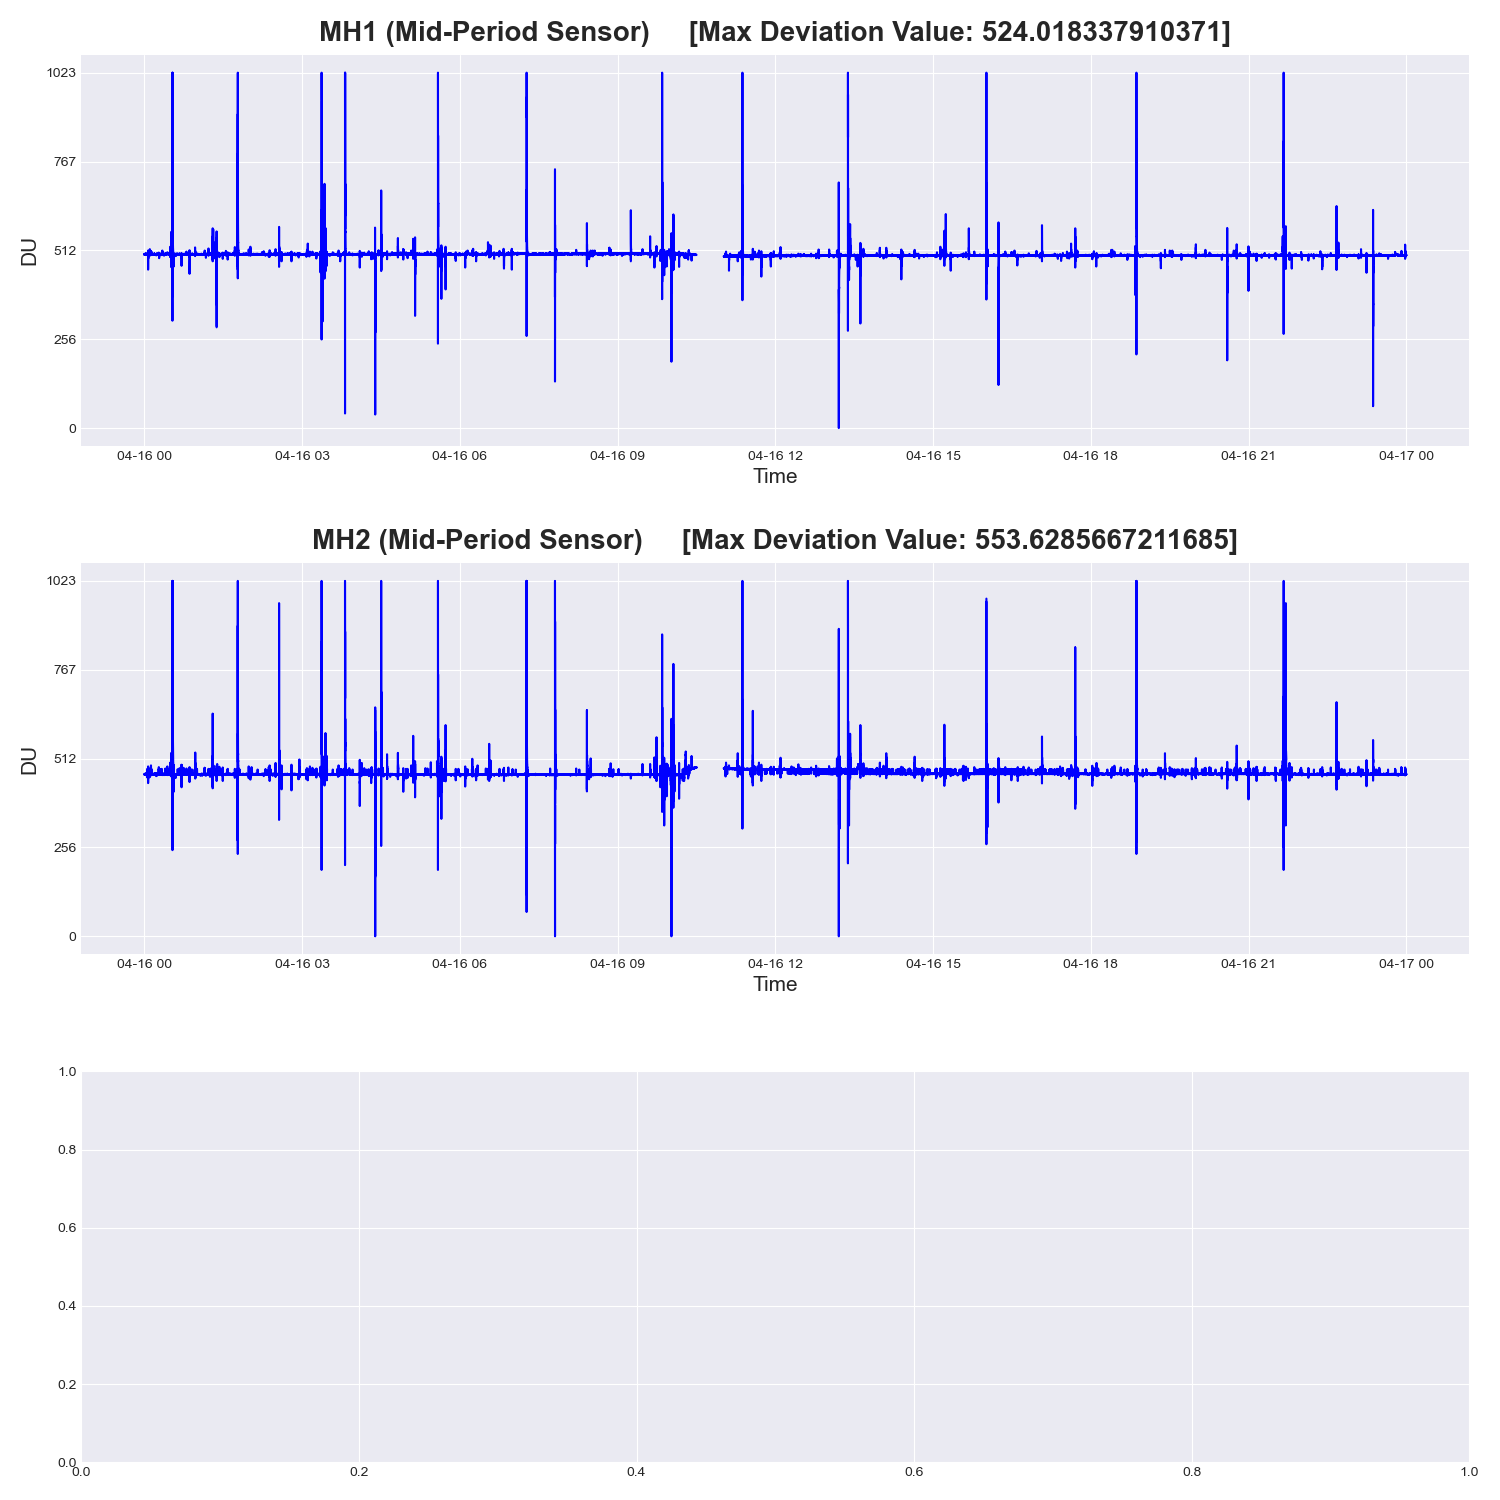 MH1 (Mid-Period Sensor) [Max Deviation Value: 524.018337910371]
1023
767
512
256
0
DU
04-16 00 04-16 03 04-16 06 04-16 09 04-16 12 04-16 15 04-16 18 04-16 21 04-17 00
Time
MH2 (Mid-Period Sensor) [Max Deviation Value: 553.6285667211685]
1023
767
512
256
0
DU
04-16 00 04-16 03 04-16 06 04-16 09 04-16 12 04-16 15 04-16 18 04-16 21 04-17 00
Time
1.0
0.8
0.6
0.4
0.2
0.0
0.0 0.2 0.4 0.6 0.8 1.0